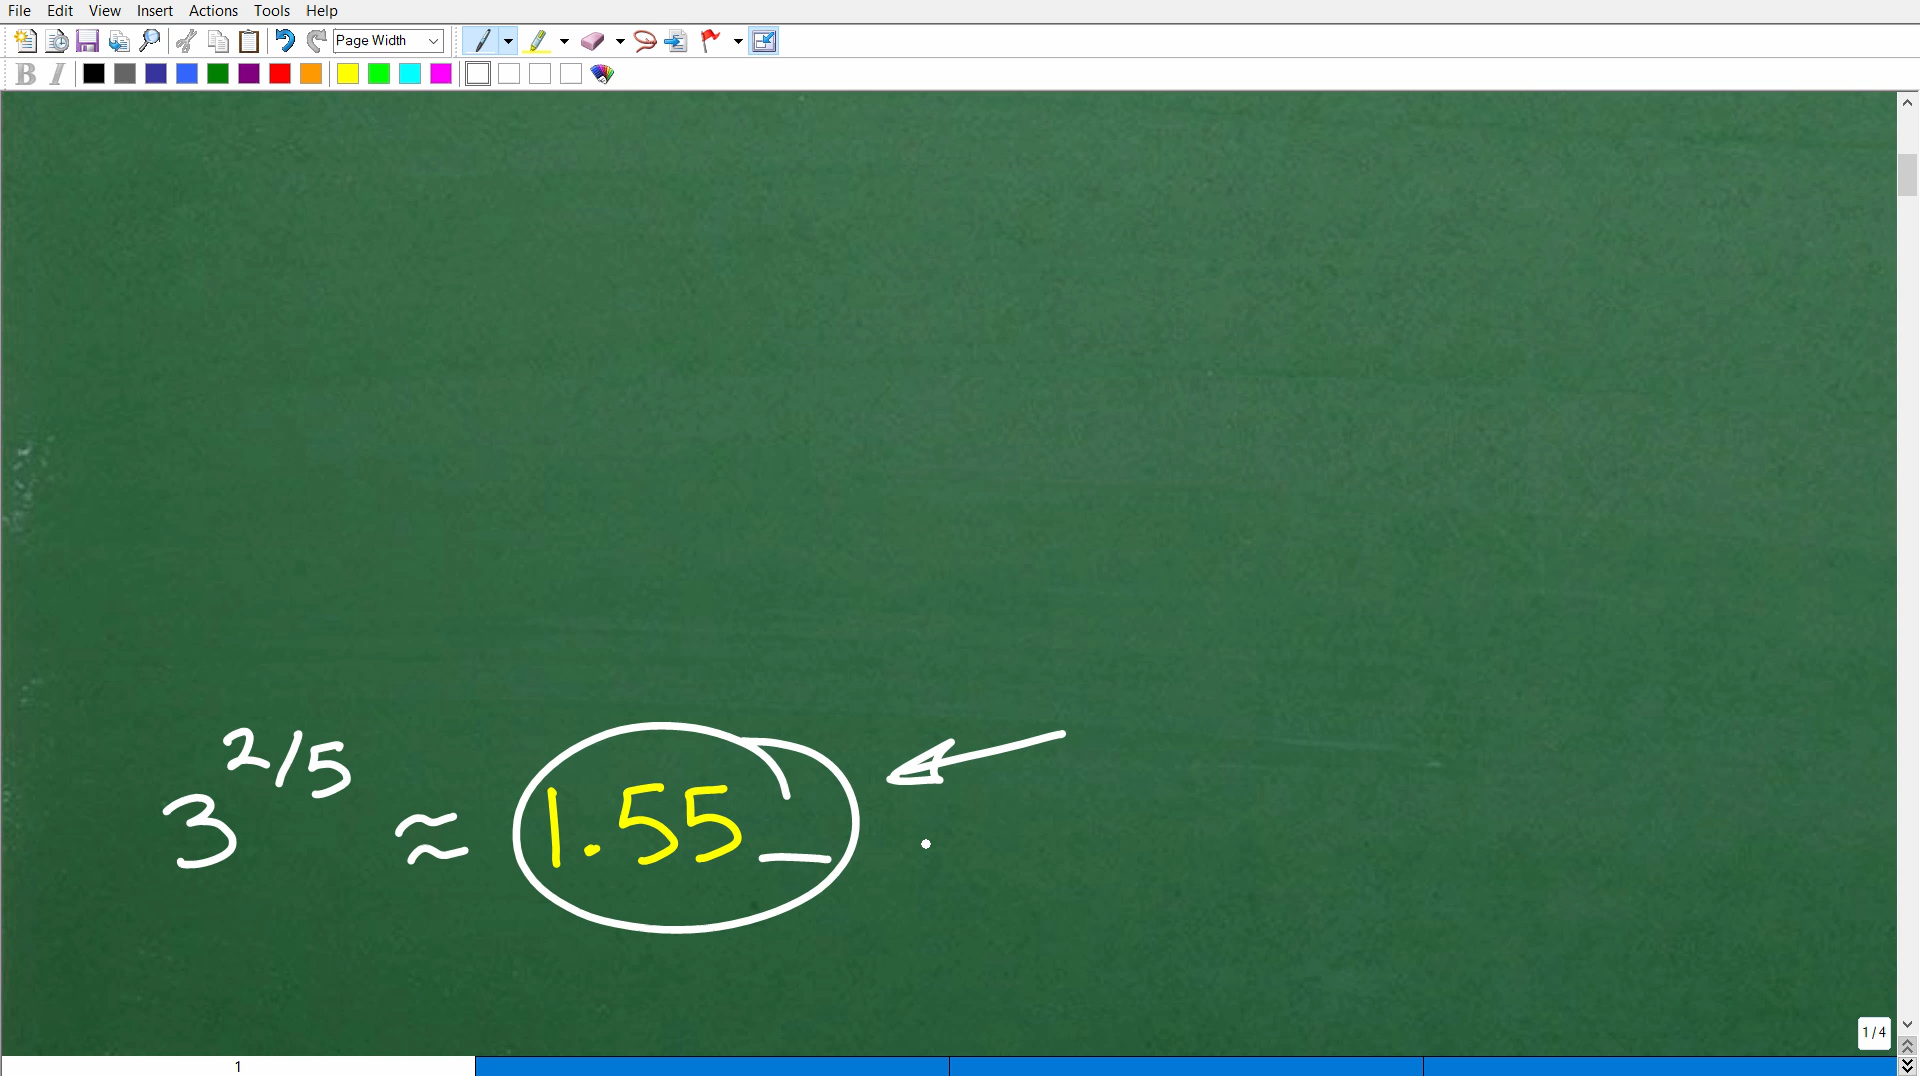 File Edit View Insert Actions Tools Help
Page Width
B I
3^2/5 ≈ 1.55_
1 / 4
1